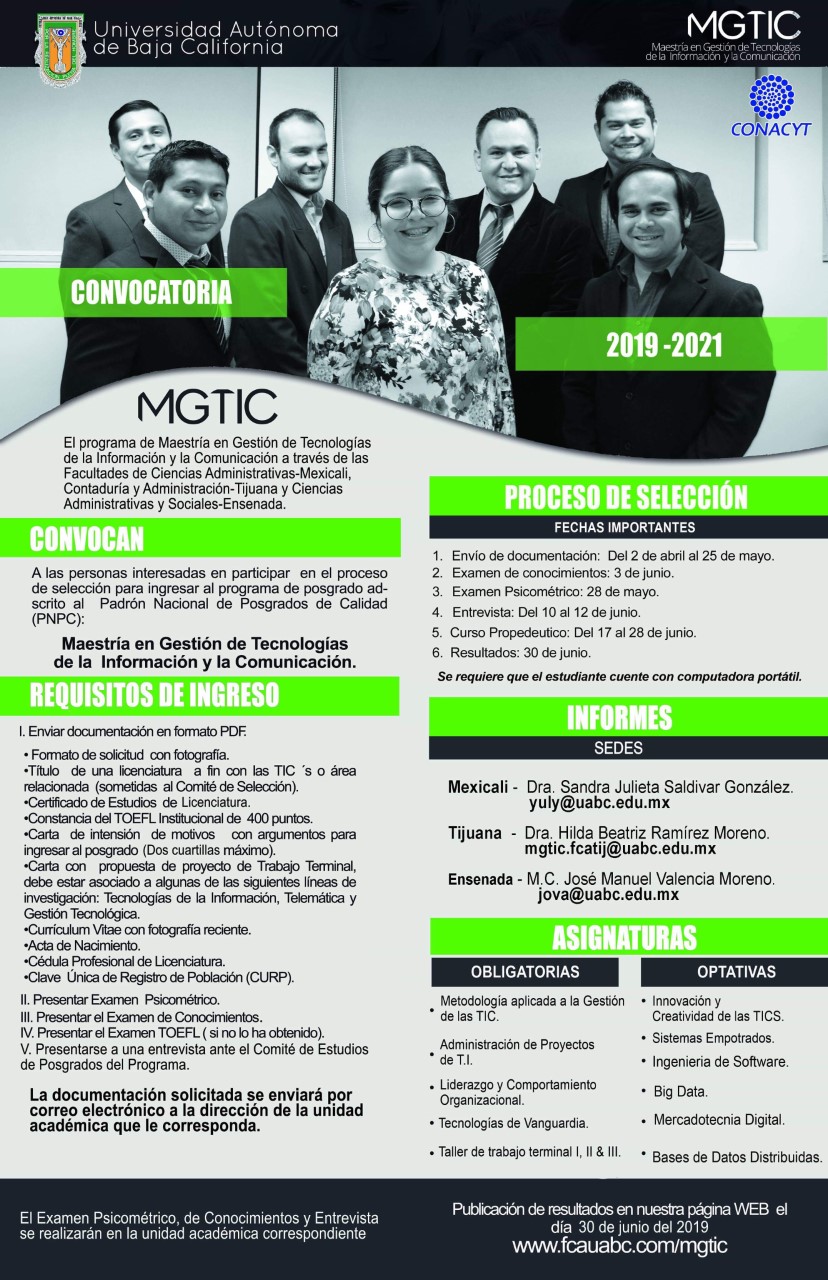 Universidad Autónoma
de Baja California
MGTIC
Maestría en Gestión de Tecnologías
de la Información y la Comunicación
CONACYT
CONVOCATORIA
2019 -2021
MGTIC
El programa de Maestría en Gestión de Tecnologías
de la Información y la Comunicación a través de las
Facultades de Ciencias Administrativas-Mexicali,
Contaduría y Administración-Tijuana y Ciencias
Administrativas y Sociales-Ensenada.
CONVOCAN
A las personas interesadas en participar en el proceso
de selección para ingresar al programa de posgrado ad-
scrito al Padrón Nacional de Posgrados de Calidad
(PNPC):
Maestría en Gestión de Tecnologías
de la Información y la Comunicación.
REQUISITOS DE INGRESO
I. Enviar documentación en formato PDF.
•Formato de solicitud con fotografía.
•Título de una licenciatura a fin con las TIC ´s o área
relacionada (sometidas al Comité de Selección).
•Certificado de Estudios de Licenciatura.
•Constancia del TOEFL Institucional de 400 puntos.
•Carta de intensión de motivos con argumentos para
ingresar al posgrado (Dos cuartillas máximo).
•Carta con propuesta de proyecto de Trabajo Terminal,
debe estar asociado a algunas de las siguientes líneas de
investigación: Tecnologías de la Información, Telemática y
Gestión Tecnológica.
•Currículum Vitae con fotografía reciente.
•Acta de Nacimiento.
•Cédula Profesional de Licenciatura.
•Clave Única de Registro de Población (CURP).
II. Presentar Examen Psicométrico.
III. Presentar el Examen de Conocimientos.
IV. Presentar el Examen TOEFL ( si no lo ha obtenido).
V. Presentarse a una entrevista ante el Comité de Estudios
de Posgrados del Programa.
La documentación solicitada se enviará por
correo electrónico a la dirección de la unidad
académica que le corresponda.
PROCESO DE SELECCIÓN
FECHAS IMPORTANTES
1. Envío de documentación: Del 2 de abril al 25 de mayo.
2. Examen de conocimientos: 3 de junio.
3. Examen Psicométrico: 28 de mayo.
4. Entrevista: Del 10 al 12 de junio.
5. Curso Propedeutico: Del 17 al 28 de junio.
6. Resultados: 30 de junio.
Se requiere que el estudiante cuente con computadora portátil.
INFORMES
SEDES
Mexicali - Dra. Sandra Julieta Saldivar González.
yuly@uabc.edu.mx
Tijuana - Dra. Hilda Beatriz Ramírez Moreno.
mgtic.fcatij@uabc.edu.mx
Ensenada - M.C. José Manuel Valencia Moreno.
jova@uabc.edu.mx
ASIGNATURAS
OBLIGATORIAS
• Metodología aplicada a la Gestión
de las TIC.
• Administración de Proyectos
de T.I.
• Liderazgo y Comportamiento
Organizacional.
• Tecnologías de Vanguardia.
• Taller de trabajo terminal I, II & III.
OPTATIVAS
• Innovación y
Creatividad de las TICS.
• Sistemas Empotrados.
• Ingenieria de Software.
• Big Data.
• Mercadotecnia Digital.
• Bases de Datos Distribuidas.
El Examen Psicométrico, de Conocimientos y Entrevista
se realizarán en la unidad académica correspondiente
Publicación de resultados en nuestra página WEB el
día 30 de junio del 2019
www.fcauabc.com/mgtic